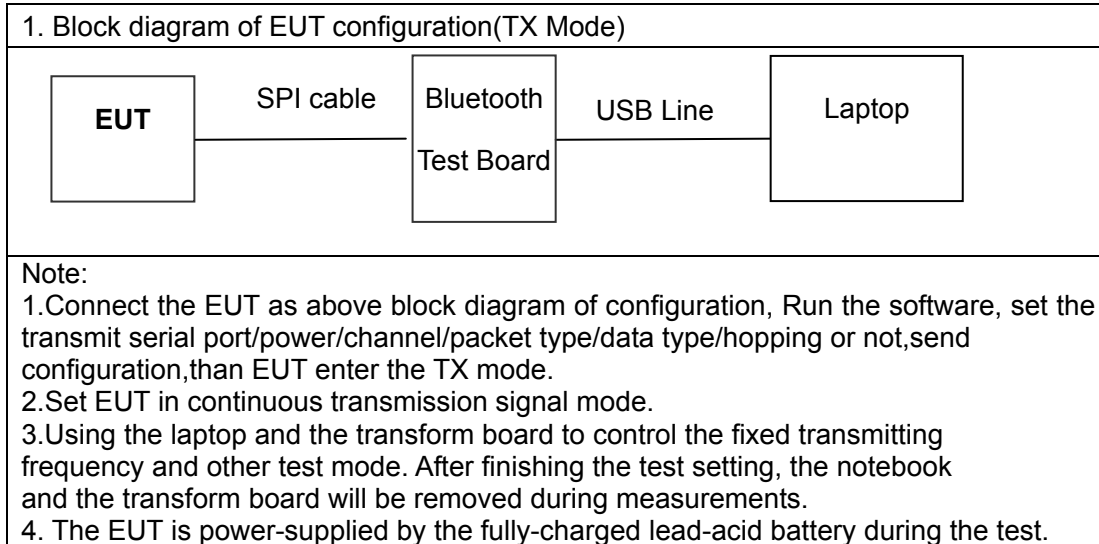 1. Block diagram of EUT configuration(TX Mode)
EUT
SPI cable
Bluetooth
Test Board
USB Line
Laptop
Note:
1.Connect the EUT as above block diagram of configuration, Run the software, set the
transmit serial port/power/channel/packet type/data type/hopping or not,send
configuration,than EUT enter the TX mode.
2.Set EUT in continuous transmission signal mode.
3.Using the laptop and the transform board to control the fixed transmitting
frequency and other test mode. After finishing the test setting, the notebook
and the transform board will be removed during measurements.
4. The EUT is power-supplied by the fully-charged lead-acid battery during the test.